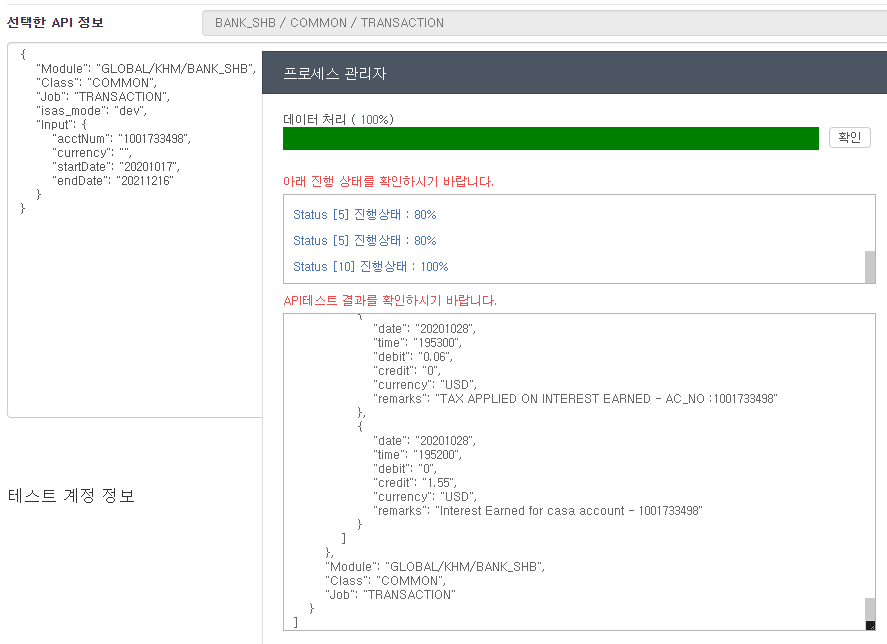 선택한 API 정보
BANK_SHB / COMMON / TRANSACTION
{
"Module": "GLOBAL/KHM/BANK_SHB",
"Class": "COMMON",
"Job": "TRANSACTION",
"isas_mode": "dev",
"Input": {
"acctNum": "1001733498",
"currency": "",
"startDate": "20201017",
"endDate": "20211216"
}
}
테스트 계정 정보
프로세스 관리자
데이터 처리 ( 100%)
확인
아래 진행 상태를 확인하시기 바랍니다.
Status [5] 진행상태 : 80%
Status [5] 진행상태 : 80%
Status [10] 진행상태 : 100%
API테스트 결과를 확인하시기 바랍니다.
{
"date": "20201028",
"time": "195300",
"debit": "0.06",
"credit": "0",
"currency": "USD",
"remarks": "TAX APPLIED ON INTEREST EARNED - AC_NO :1001733498"
},
{
"date": "20201028",
"time": "195200",
"debit": "0",
"credit": "1.55",
"currency": "USD",
"remarks": "Interest Earned for casa account - 1001733498"
}
]
},
"Module": "GLOBAL/KHM/BANK_SHB",
"Class": "COMMON",
"Job": "TRANSACTION"
}
]